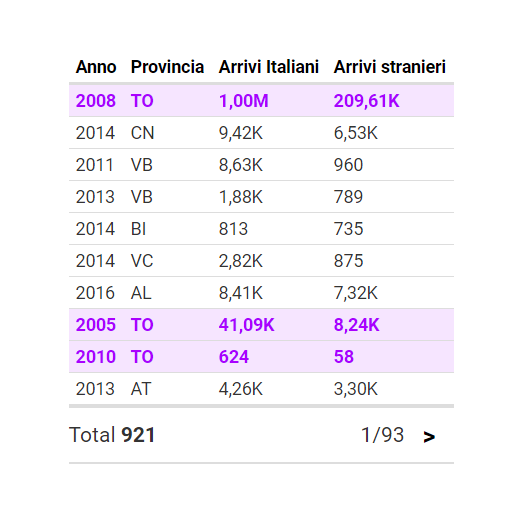 Anno Provincia Arrivi Italiani Arrivi stranieri
2008 TO 1,00M 209,61K
2014 CN 9,42K 6,53K
2011 VB 8,63K 960
2013 VB 1,88K 789
2014 BI 813 735
2014 VC 2,82K 875
2016 AL 8,41K 7,32K
2005 TO 41,09K 8,24K
2010 TO 624 58
2013 AT 4,26K 3,30K
Total 921 1/93 >